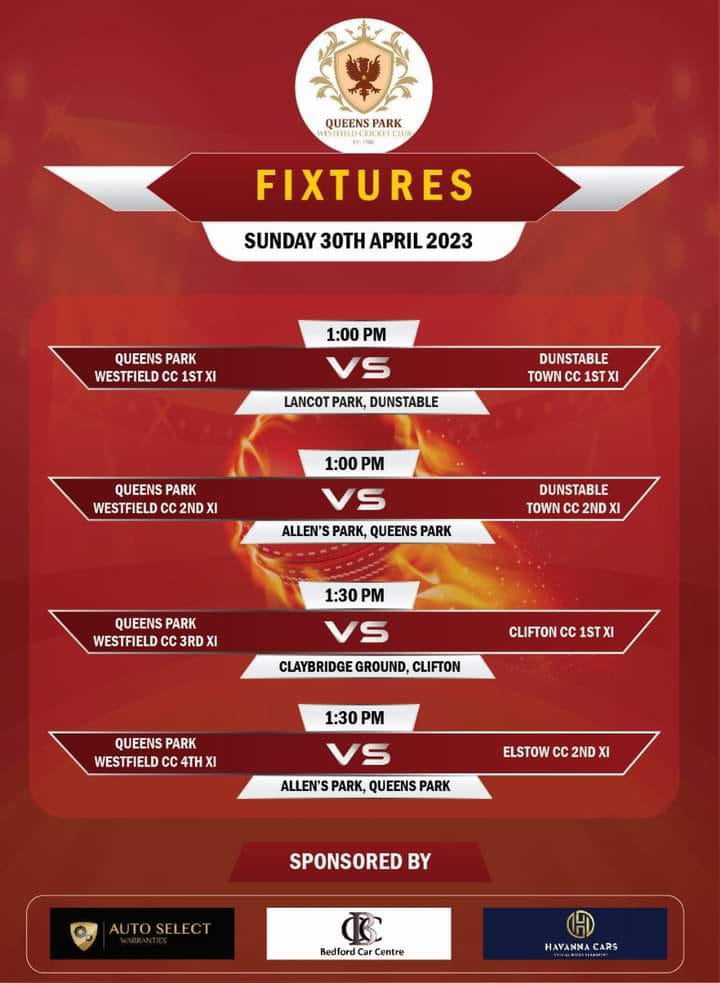 QUEENS PARK
WESTFIELD CRICKET CLUB
FIXTURES
SUNDAY 30TH APRIL 2023
1:00 PM
QUEENS PARK
WESTFIELD CC 1ST XI
VS
DUNSTABLE
TOWN CC 1ST XI
LANCOT PARK, DUNSTABLE
1:00 PM
QUEENS PARK
WESTFIELD CC 2ND XI
VS
DUNSTABLE
TOWN CC 2ND XI
ALLEN'S PARK, QUEENS PARK
1:30 PM
QUEENS PARK
WESTFIELD CC 3RD XI
VS
CLIFTON CC 1ST XI
CLAYBRIDGE GROUND, CLIFTON
1:30 PM
QUEENS PARK
WESTFIELD CC 4TH XI
VS
ELSTOW CC 2ND XI
ALLEN'S PARK, QUEENS PARK
SPONSORED BY
AUTO SELECT
WARRANTIES
Bedford Car Centre
HAVANNA CARS